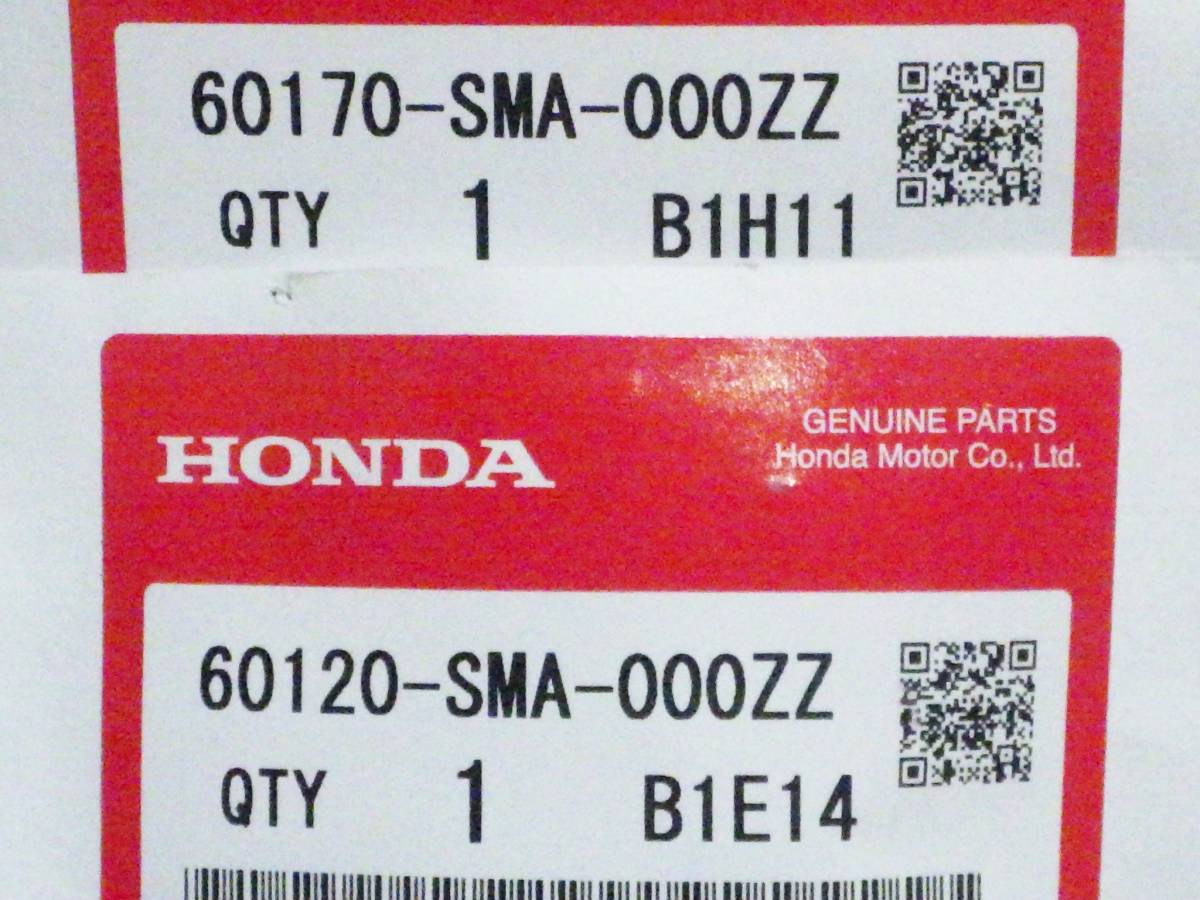 60170-SMA-000ZZ
QTY 1 B1H11
HONDA
GENUINE PARTS
Honda Motor Co., Ltd.
60120-SMA-000ZZ
QTY 1 B1E14